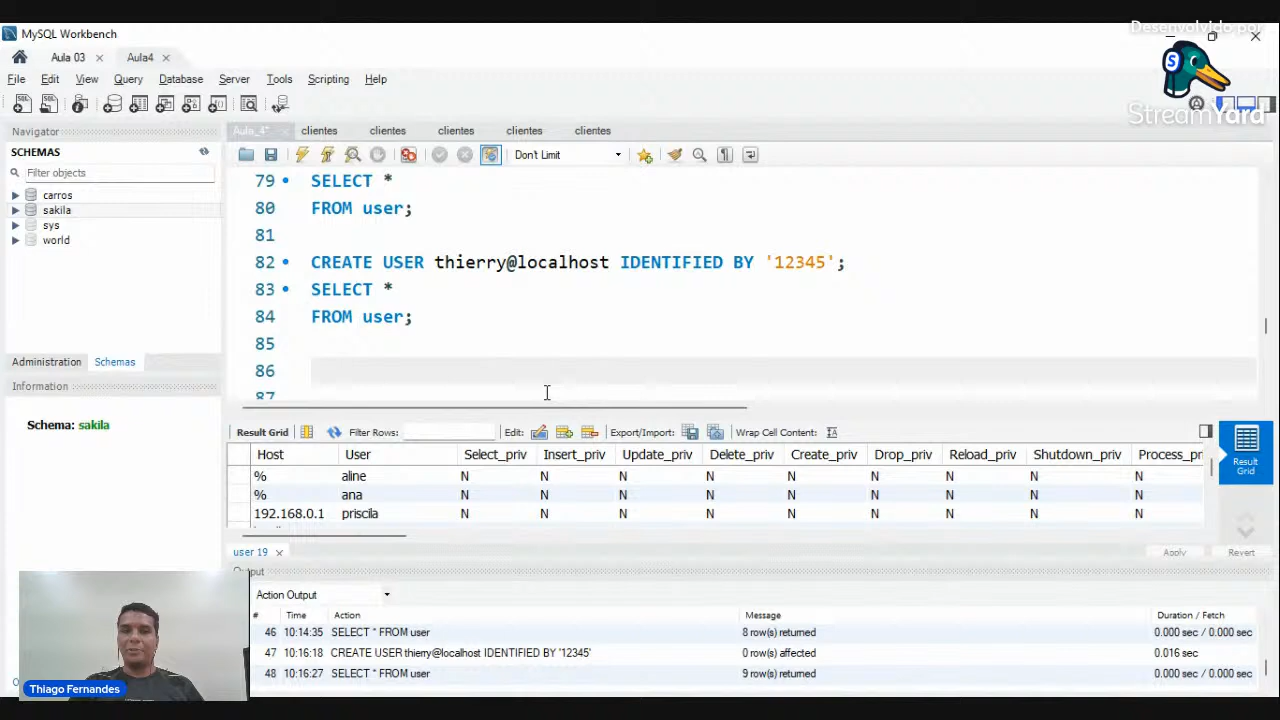 Desenvolvido por
StreamYard
MySQL Workbench
Aula 03
Aula4
File Edit View Query Database Server Tools Scripting Help
Navigator
SCHEMAS
Filter objects
carros
sakila
sys
world
Administration Schemas
Information
Schema: sakila
Aula_4* clientes clientes clientes clientes clientes
Don't Limit
79 SELECT *
80 FROM user;
81
82 CREATE USER thierry@localhost IDENTIFIED BY '12345';
83 SELECT *
84 FROM user;
85
86
87
Result Grid Filter Rows: Edit: Export/Import: Wrap Cell Content:
Host User Select_priv Insert_priv Update_priv Delete_priv Create_priv Drop_priv Reload_priv Shutdown_priv Process_pr
% aline N N N N N N N N N
% ana N N N N N N N N N
192.168.0.1 priscila N N N N N N N N N
Result Grid
user 19
Apply Revert
Action Output
# Time Action Message Duration / Fetch
46 10:14:35 SELECT * FROM user 8 row(s) returned 0.000 sec / 0.000 sec
47 10:16:18 CREATE USER thierry@localhost IDENTIFIED BY '12345' 0 row(s) affected 0.016 sec
48 10:16:27 SELECT * FROM user 9 row(s) returned 0.000 sec / 0.000 sec
Thiago Fernandes